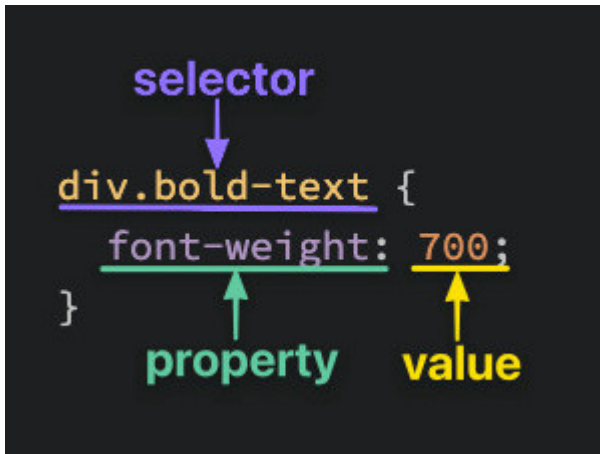 selector
div.bold-text {
font-weight: 700;
}
property value